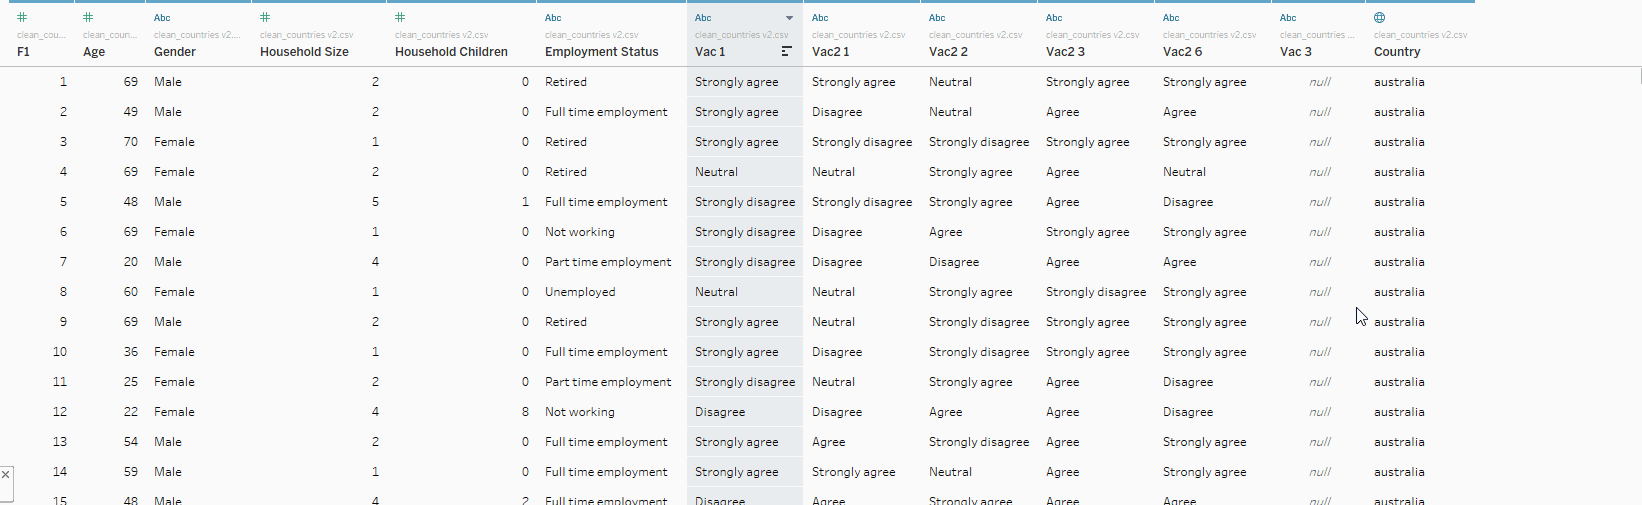 # # Abc # # Abc Abc Abc Abc Abc Abc Abc
clean_cou... clean_coun... clean_countries v2.... clean_countries v2.csv clean_countries v2.csv clean_countries v2.csv clean_countries v2.csv clean_countries v2.csv clean_countries v2.csv clean_countries v2.csv clean_countries v2.csv clean_countries ... clean_countries v2.csv
F1 Age Gender Household Size Household Children Employment Status Vac 1 Vac2 1 Vac2 2 Vac2 3 Vac2 6 Vac 3 Country
1 69 Male 2 0 Retired Strongly agree Strongly agree Neutral Strongly agree Strongly agree null australia
2 49 Male 2 0 Full time employment Strongly agree Disagree Neutral Agree Agree null australia
3 70 Female 1 0 Retired Strongly agree Strongly disagree Strongly disagree Strongly agree Strongly agree null australia
4 69 Female 2 0 Retired Neutral Neutral Strongly agree Agree Neutral null australia
5 48 Male 5 1 Full time employment Strongly disagree Strongly disagree Strongly agree Agree Disagree null australia
6 69 Female 1 0 Not working Strongly disagree Disagree Agree Strongly agree Strongly agree null australia
7 20 Male 4 0 Part time employment Strongly disagree Disagree Disagree Agree Agree null australia
8 60 Female 1 0 Unemployed Neutral Neutral Strongly agree Strongly disagree Strongly agree null australia
9 69 Male 2 0 Retired Strongly agree Neutral Strongly disagree Strongly agree Strongly agree null australia
10 36 Female 1 0 Full time employment Strongly agree Disagree Strongly disagree Strongly agree Strongly agree null australia
11 25 Female 2 0 Part time employment Strongly disagree Neutral Strongly agree Agree Disagree null australia
12 22 Female 4 8 Not working Disagree Disagree Agree Agree Disagree null australia
13 54 Male 2 0 Full time employment Strongly agree Agree Strongly disagree Agree Strongly agree null australia
14 59 Male 1 0 Full time employment Strongly agree Strongly agree Neutral Agree Strongly agree null australia
15 48 Male 4 2 Full time employment Disagree Agree Strongly agree Agree Agree null australia